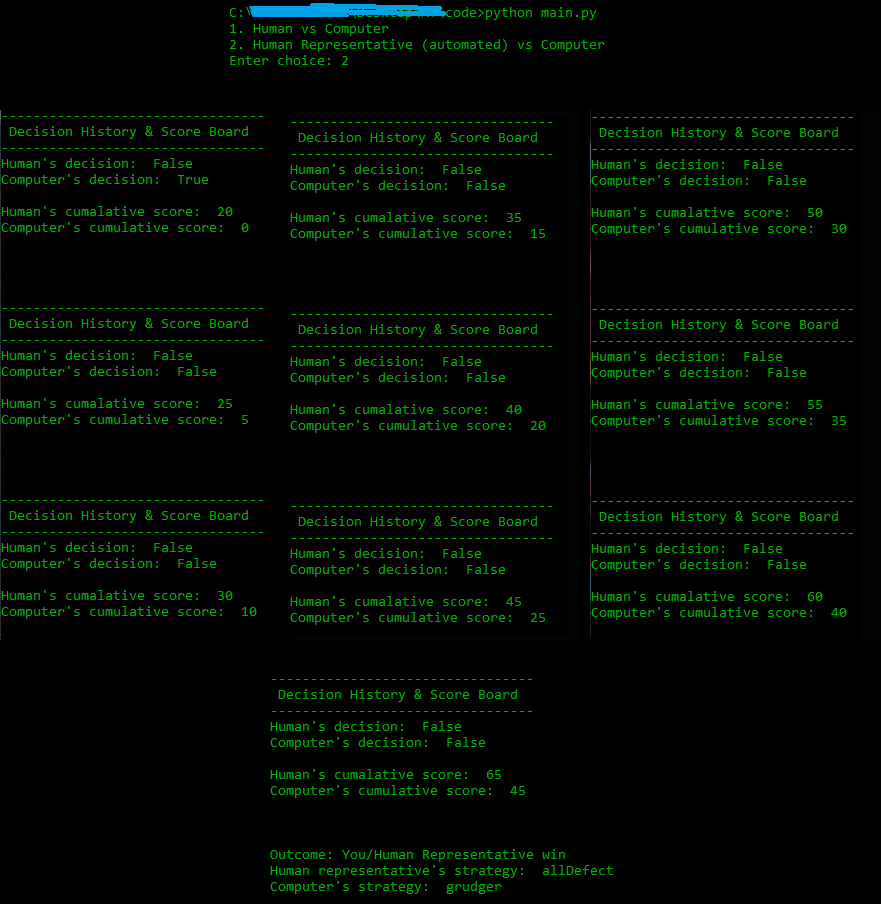 C:\ code>python main.py
1. Human vs Computer
2. Human Representative (automated) vs Computer
Enter choice: 2
---------------------------------
Decision History & Score Board
---------------------------------
Human's decision:  False
Computer's decision:  True
Human's cumalative score:  20
Computer's cumulative score:  0
---------------------------------
Decision History & Score Board
---------------------------------
Human's decision:  False
Computer's decision:  False
Human's cumalative score:  25
Computer's cumulative score:  5
---------------------------------
Decision History & Score Board
---------------------------------
Human's decision:  False
Computer's decision:  False
Human's cumalative score:  30
Computer's cumulative score:  10
---------------------------------
Decision History & Score Board
---------------------------------
Human's decision:  False
Computer's decision:  False
Human's cumalative score:  35
Computer's cumulative score:  15
---------------------------------
Decision History & Score Board
---------------------------------
Human's decision:  False
Computer's decision:  False
Human's cumalative score:  40
Computer's cumulative score:  20
---------------------------------
Decision History & Score Board
---------------------------------
Human's decision:  False
Computer's decision:  False
Human's cumalative score:  45
Computer's cumulative score:  25
---------------------------------
Decision History & Score Board
---------------------------------
Human's decision:  False
Computer's decision:  False
Human's cumalative score:  50
Computer's cumulative score:  30
---------------------------------
Decision History & Score Board
---------------------------------
Human's decision:  False
Computer's decision:  False
Human's cumalative score:  55
Computer's cumulative score:  35
---------------------------------
Decision History & Score Board
---------------------------------
Human's decision:  False
Computer's decision:  False
Human's cumalative score:  60
Computer's cumulative score:  40
---------------------------------
Decision History & Score Board
---------------------------------
Human's decision:  False
Computer's decision:  False
Human's cumalative score:  65
Computer's cumulative score:  45
Outcome: You/Human Representative win
Human representative's strategy:  allDefect
Computer's strategy:  grudger